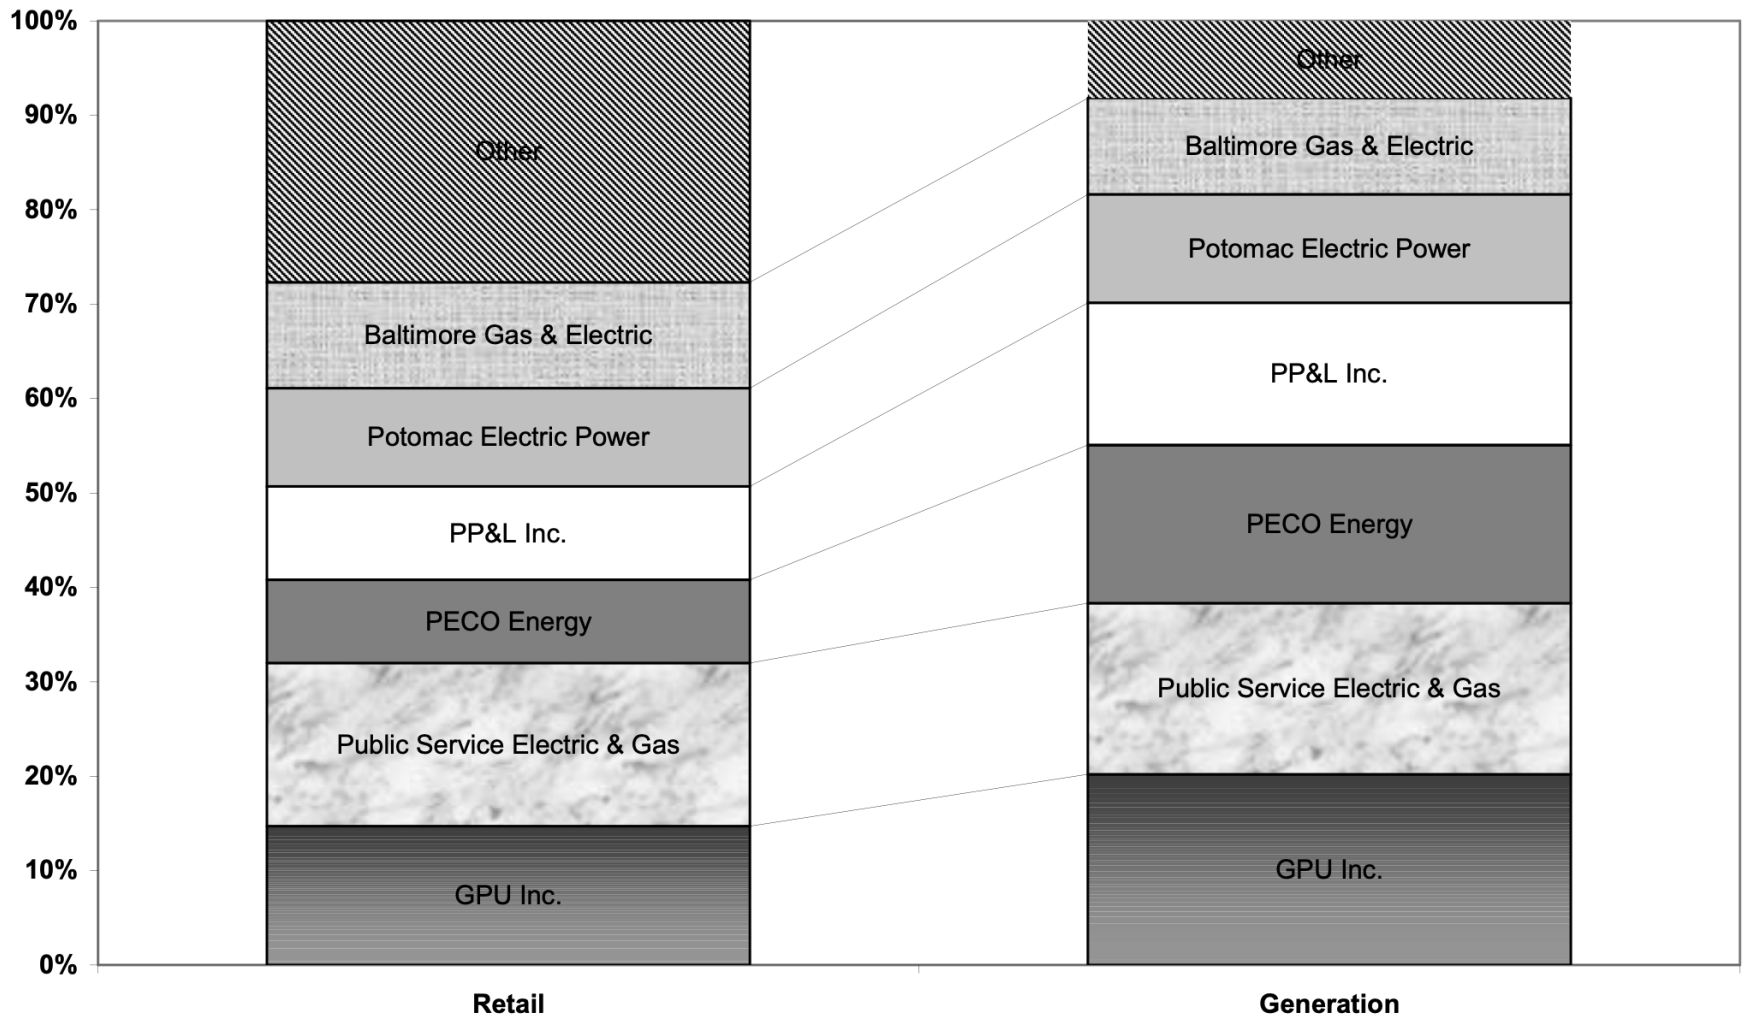 100%
90%
80%
70%
60%
50%
40%
30%
20%
10%
0%
Other
Baltimore Gas & Electric
Potomac Electric Power
PP&L Inc.
PECO Energy
Public Service Electric & Gas
GPU Inc.
Retail
Other
Baltimore Gas & Electric
Potomac Electric Power
PP&L Inc.
PECO Energy
Public Service Electric & Gas
GPU Inc.
Generation